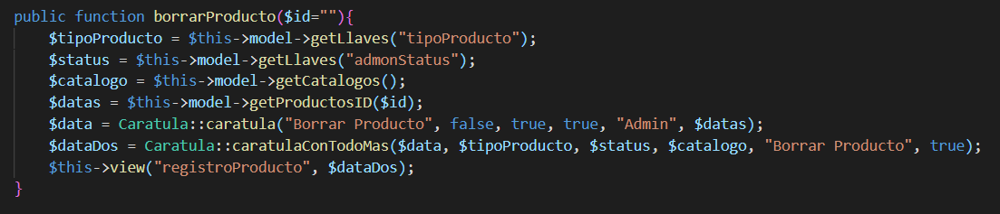 public function borrarProducto($id=""){
    $tipoProducto = $this->model->getLlaves("tipoProducto");
    $status = $this->model->getLlaves("admonStatus");
    $catalogo = $this->model->getCatalogos();
    $datas = $this->model->getProductosID($id);
    $data = Caratula::caratula("Borrar Producto", false, true, true, "Admin", $datas);
    $dataDos = Caratula::caratulaConTodoMas($data, $tipoProducto, $status, $catalogo, "Borrar Producto", true);
    $this->view("registroProducto", $dataDos);
}